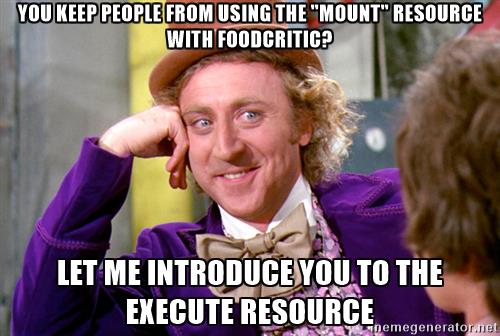 YOU KEEP PEOPLE FROM USING THE "MOUNT" RESOURCE
WITH FOODCRITIC?
LET ME INTRODUCE YOU TO THE
EXECUTE RESOURCE
memegenerator.net